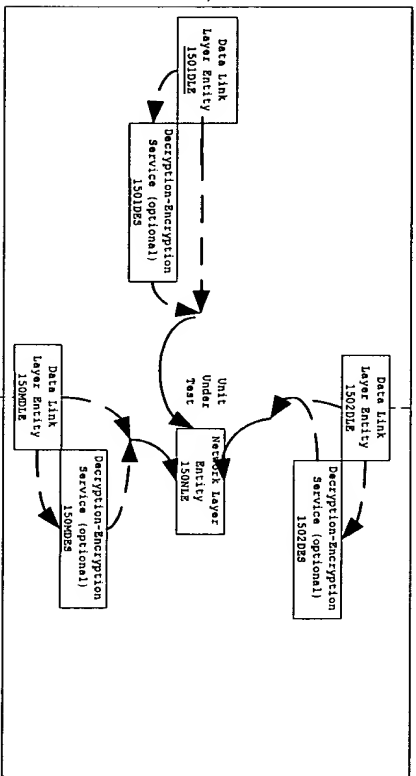 Data Link
Layer Entity
1502DLE
Decryption-Encryption
Service (optional)
1502DES
Data Link
Layer Entity
1501DLE
Decryption-Encryption
Service (optional)
1501DES
Unit
Under
Test
Network Layer
Entity
150NLE
Data Link
Layer Entity
150MDLE
Decryption-Encryption
Service (optional)
150MDES